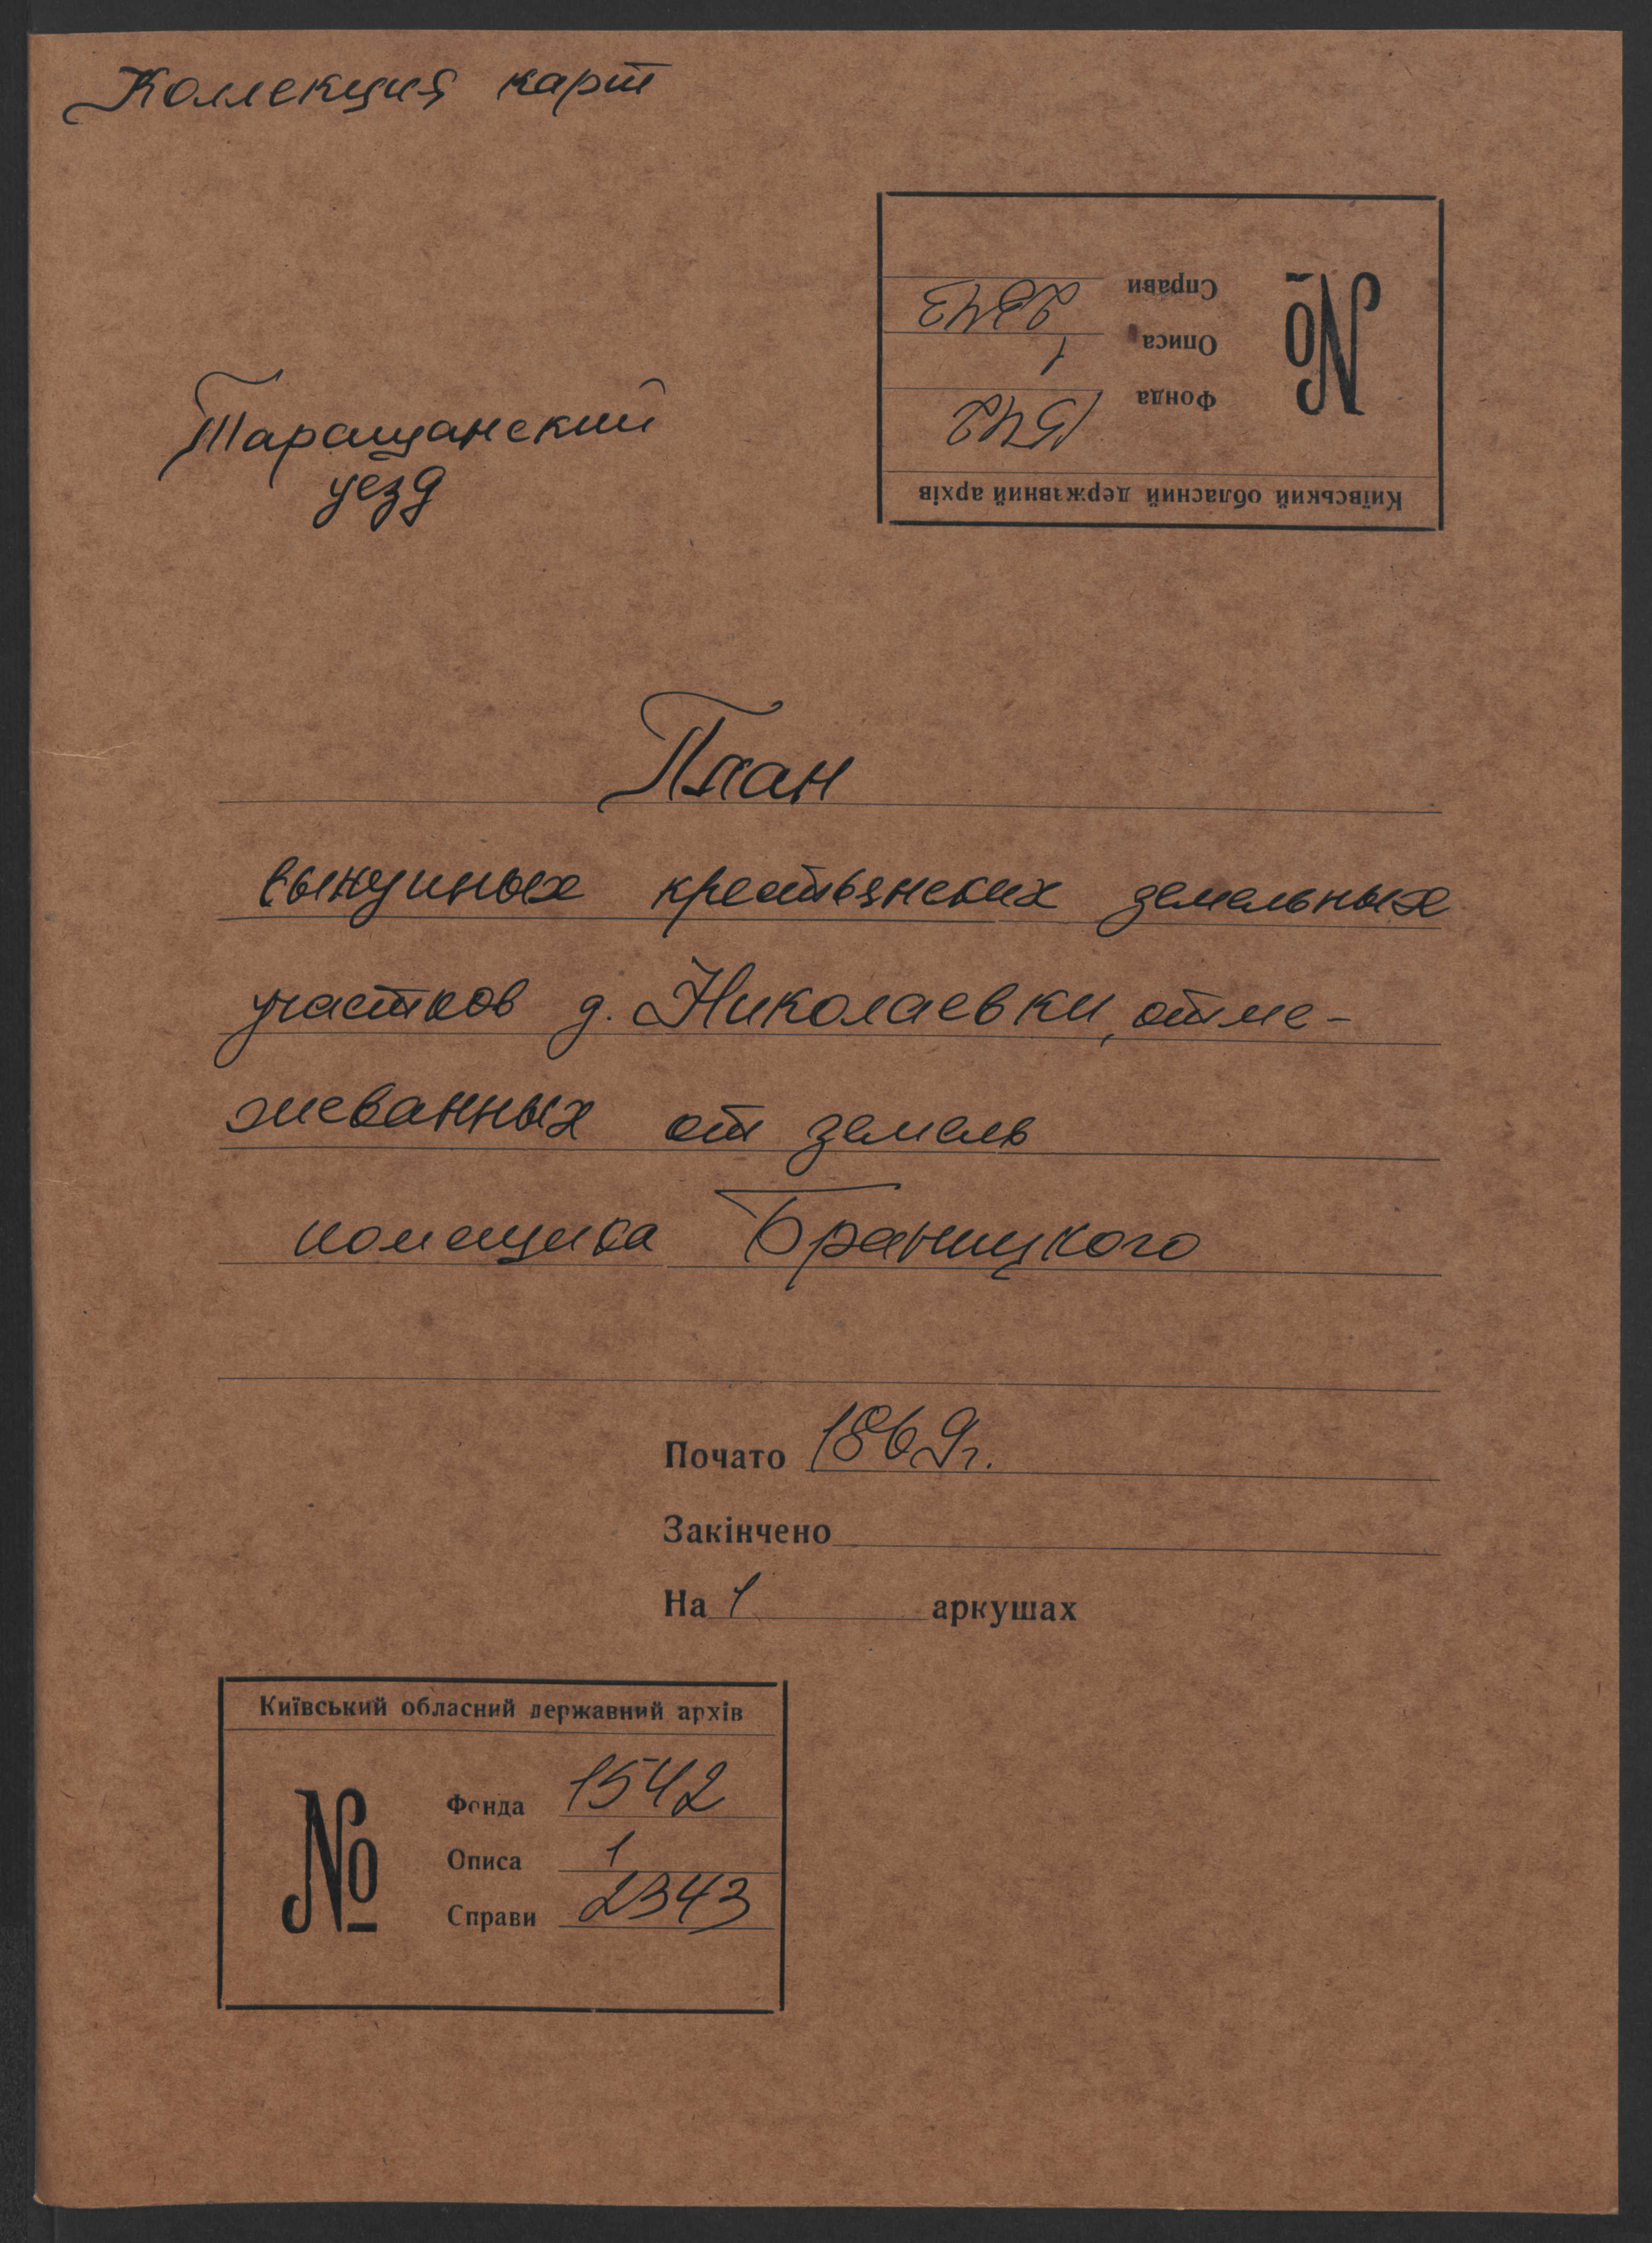 Коллекция карт
Справи 2343
Описа 1
Фонда 1542
№
Київський обласний державний архів
Таращанский
уезд
План
выкупных крестьянских земельных
участков д. Николаевки, отме-
жеванных от земель
помещика Браницкого
Почато 1869г.
Закінчено
На 1 аркушах
Київський обласний державний архів
№
Фонда 1542
Описа 1
Справи 2343